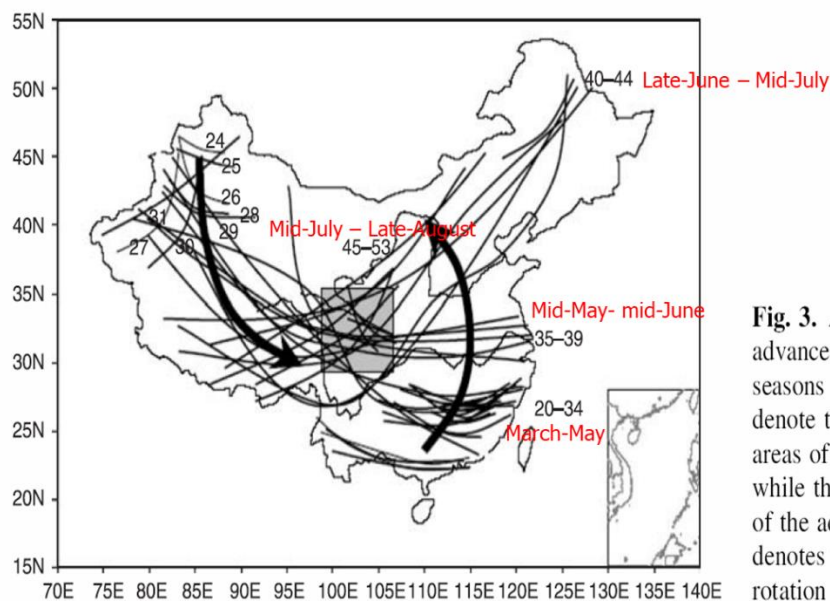 55N
50N
45N
40N
35N
30N
25N
20N
15N
70E 75E 80E 85E 90E 95E 100E 105E 110E 115E 120E 125E 130E 135E 140E
40–44 Late-June – Mid-July
24
25
26
28
31
29
27
30
Mid-July – Late-August
45–53
Mid-May- mid-June
35–39
20–34
March-May
Fig. 3.
advance
seasons
denote t
areas of
while th
of the a
denotes
rotation